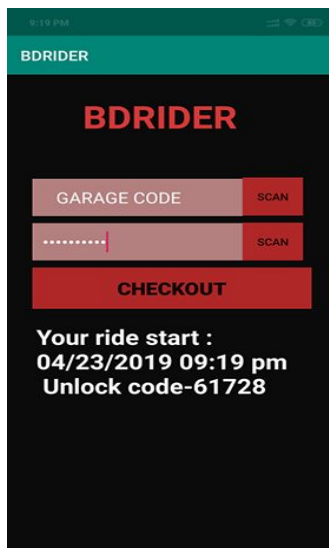 9:19 PM
BDRIDER
BDRIDER
GARAGE CODE SCAN
•••••••••• SCAN
CHECKOUT
Your ride start :
04/23/2019 09:19 pm
Unlock code-61728